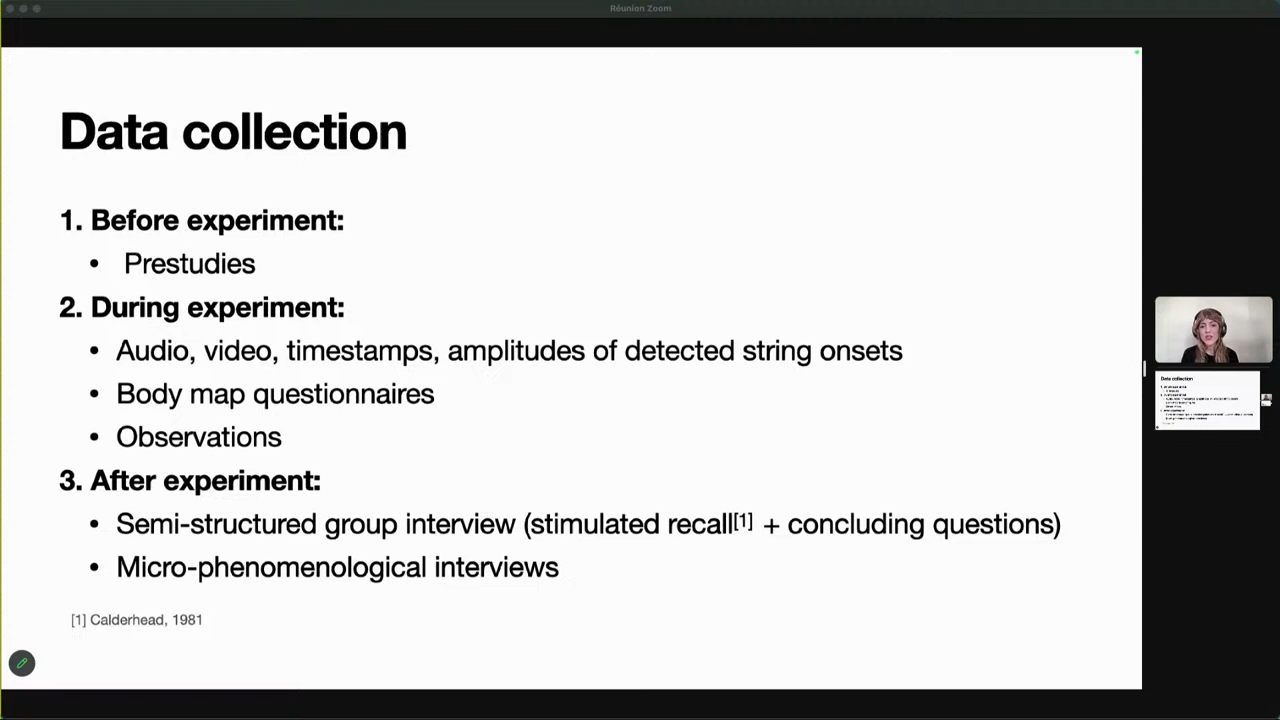 Réunion Zoom
Data collection
1. Before experiment:
• Prestudies
2. During experiment:
• Audio, video, timestamps, amplitudes of detected string onsets
• Body map questionnaires
• Observations
3. After experiment:
• Semi-structured group interview (stimulated recall[1] + concluding questions)
• Micro-phenomenological interviews
[1] Calderhead, 1981
Data collection